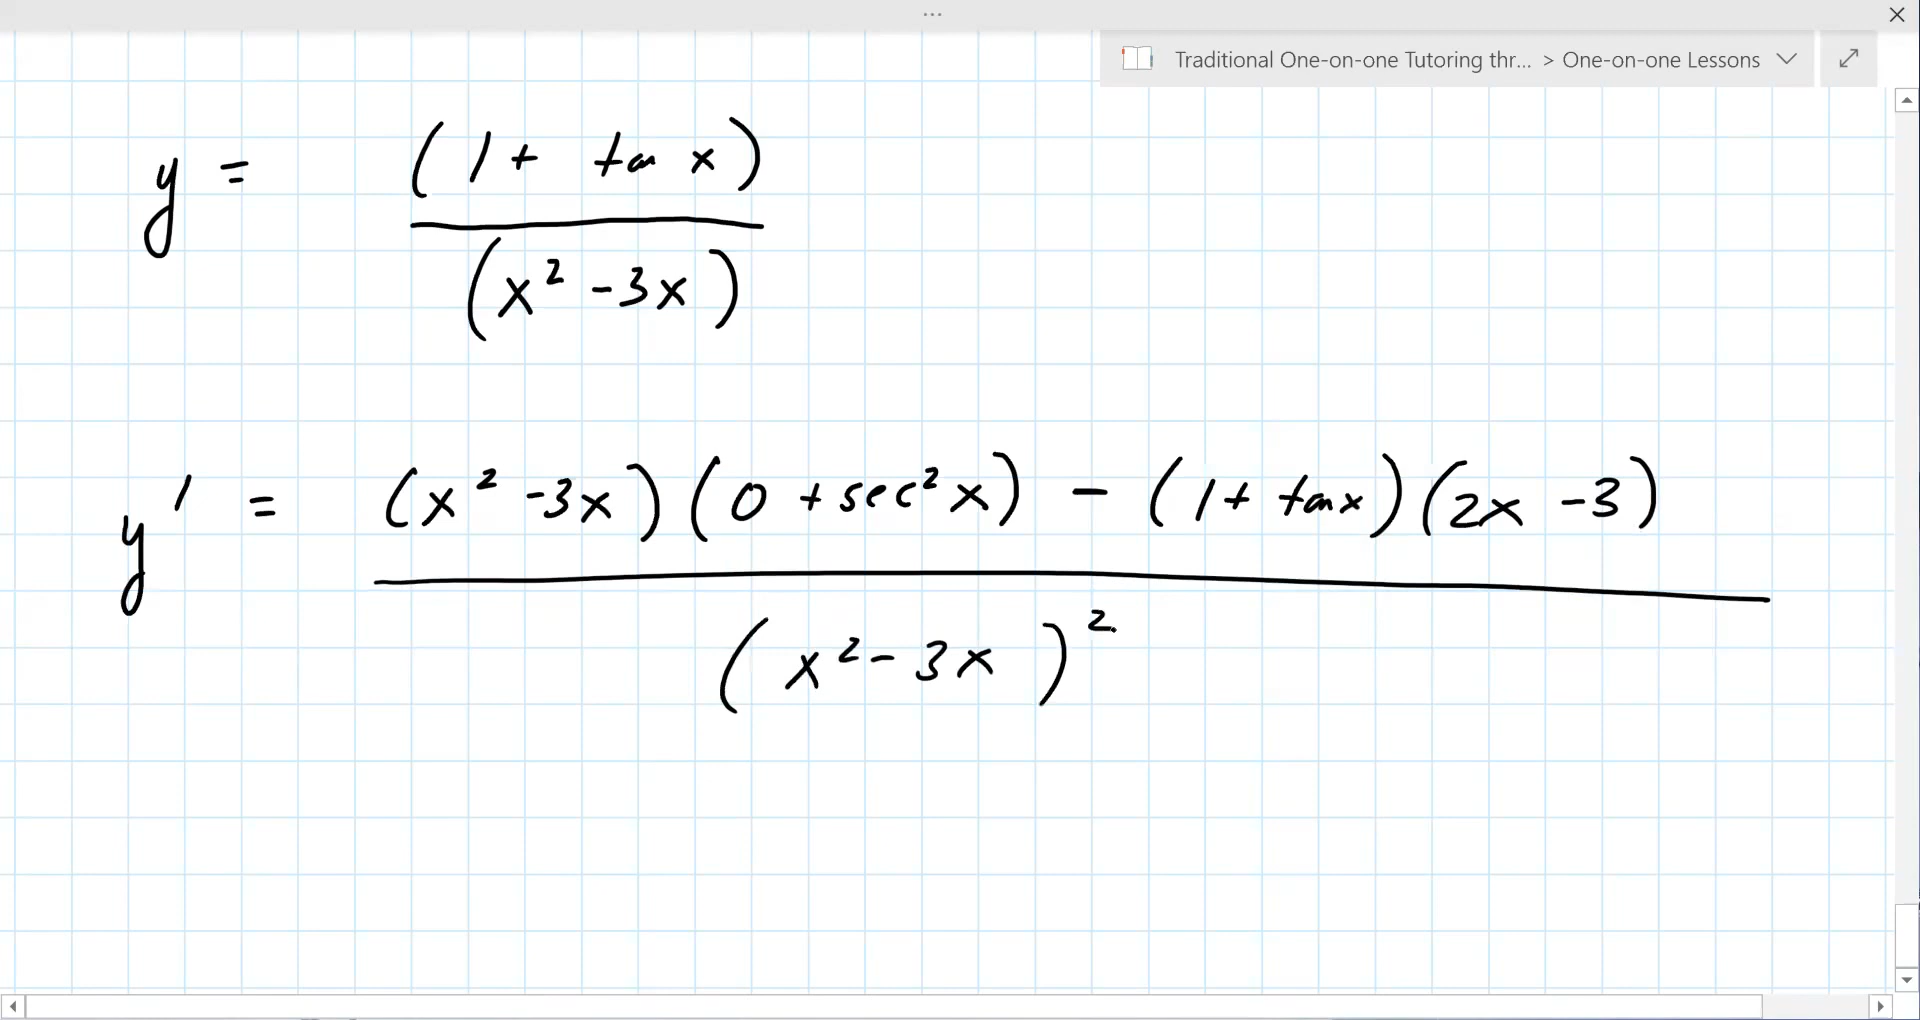 ...
Traditional One-on-one Tutoring thr... > One-on-one Lessons
y = (1 + tan x)
(x² -3x)
y' = (x² -3x)(0 + sec² x) - (1 + tan x)(2x -3)
(x² - 3x)²